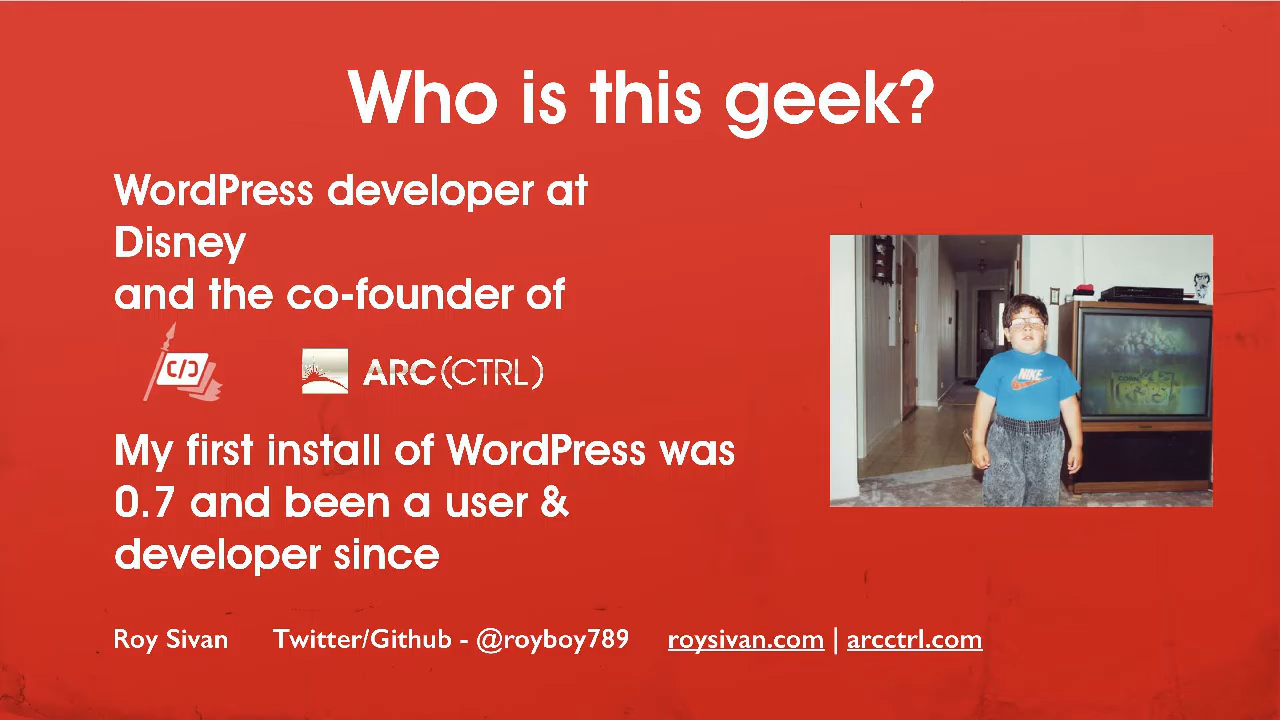 Who is this geek?
WordPress developer at
Disney
and the co-founder of
ARC(CTRL)
My first install of WordPress was
0.7 and been a user &
developer since
NIKE
Roy Sivan Twitter/Github - @royboy789 roysivan.com | arcctrl.com